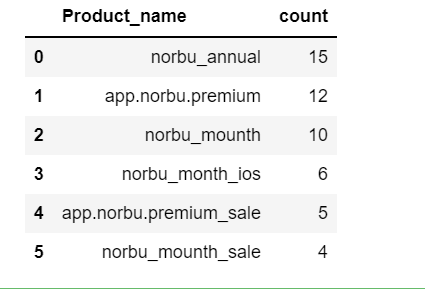 Product_name count
0 norbu_annual 15
1 app.norbu.premium 12
2 norbu_mounth 10
3 norbu_month_ios 6
4 app.norbu.premium_sale 5
5 norbu_mounth_sale 4